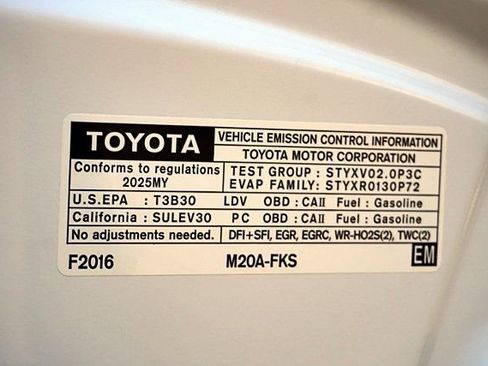 TOYOTA
VEHICLE EMISSION CONTROL INFORMATION
TOYOTA MOTOR CORPORATION
Conforms to regulations
2025MY
TEST GROUP : STYXV02.0P3C
EVAP FAMILY: STYXR0130P72
U.S.EPA : T3B30 LDV OBD : CAII Fuel : Gasoline
California : SULEV30 PC OBD : CAII Fuel : Gasoline
No adjustments needed. DFI+SFI, EGR, EGRC, WR-HO2S(2), TWC(2)
F2016 M20A-FKS EM